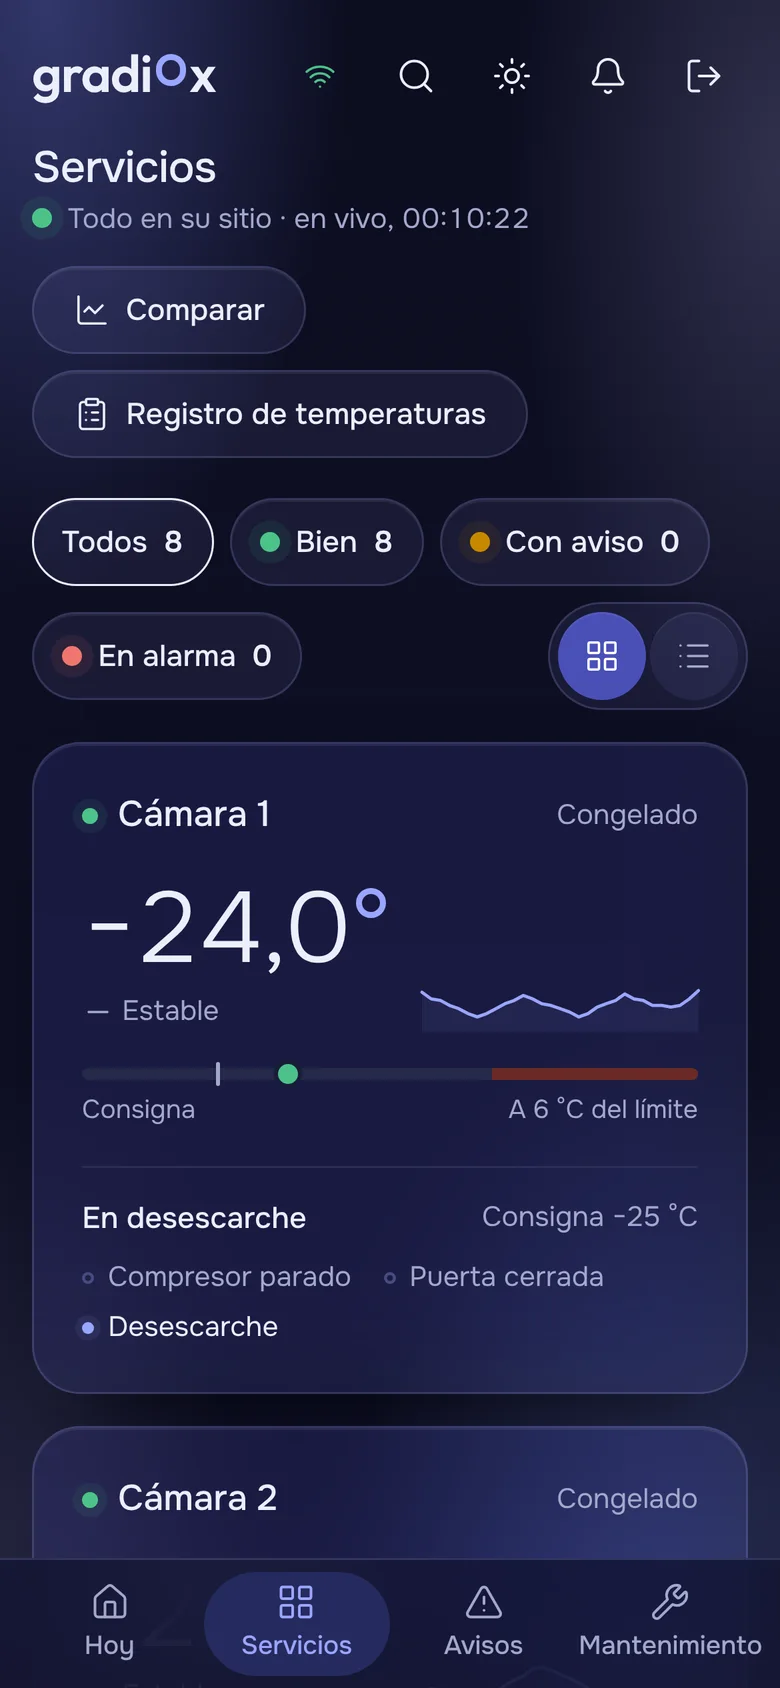 gradiOx
Servicios
Todo en su sitio · en vivo, 00:10:22
Comparar
Registro de temperaturas
Todos 8
Bien 8
Con aviso 0
En alarma 0
Cámara 1
Congelado
-24,0°
— Estable
Consigna
A 6 °C del límite
En desescarche
Consigna -25 °C
Compresor parado
Puerta cerrada
Desescarche
Cámara 2
Congelado
Hoy
Servicios
Avisos
Mantenimiento